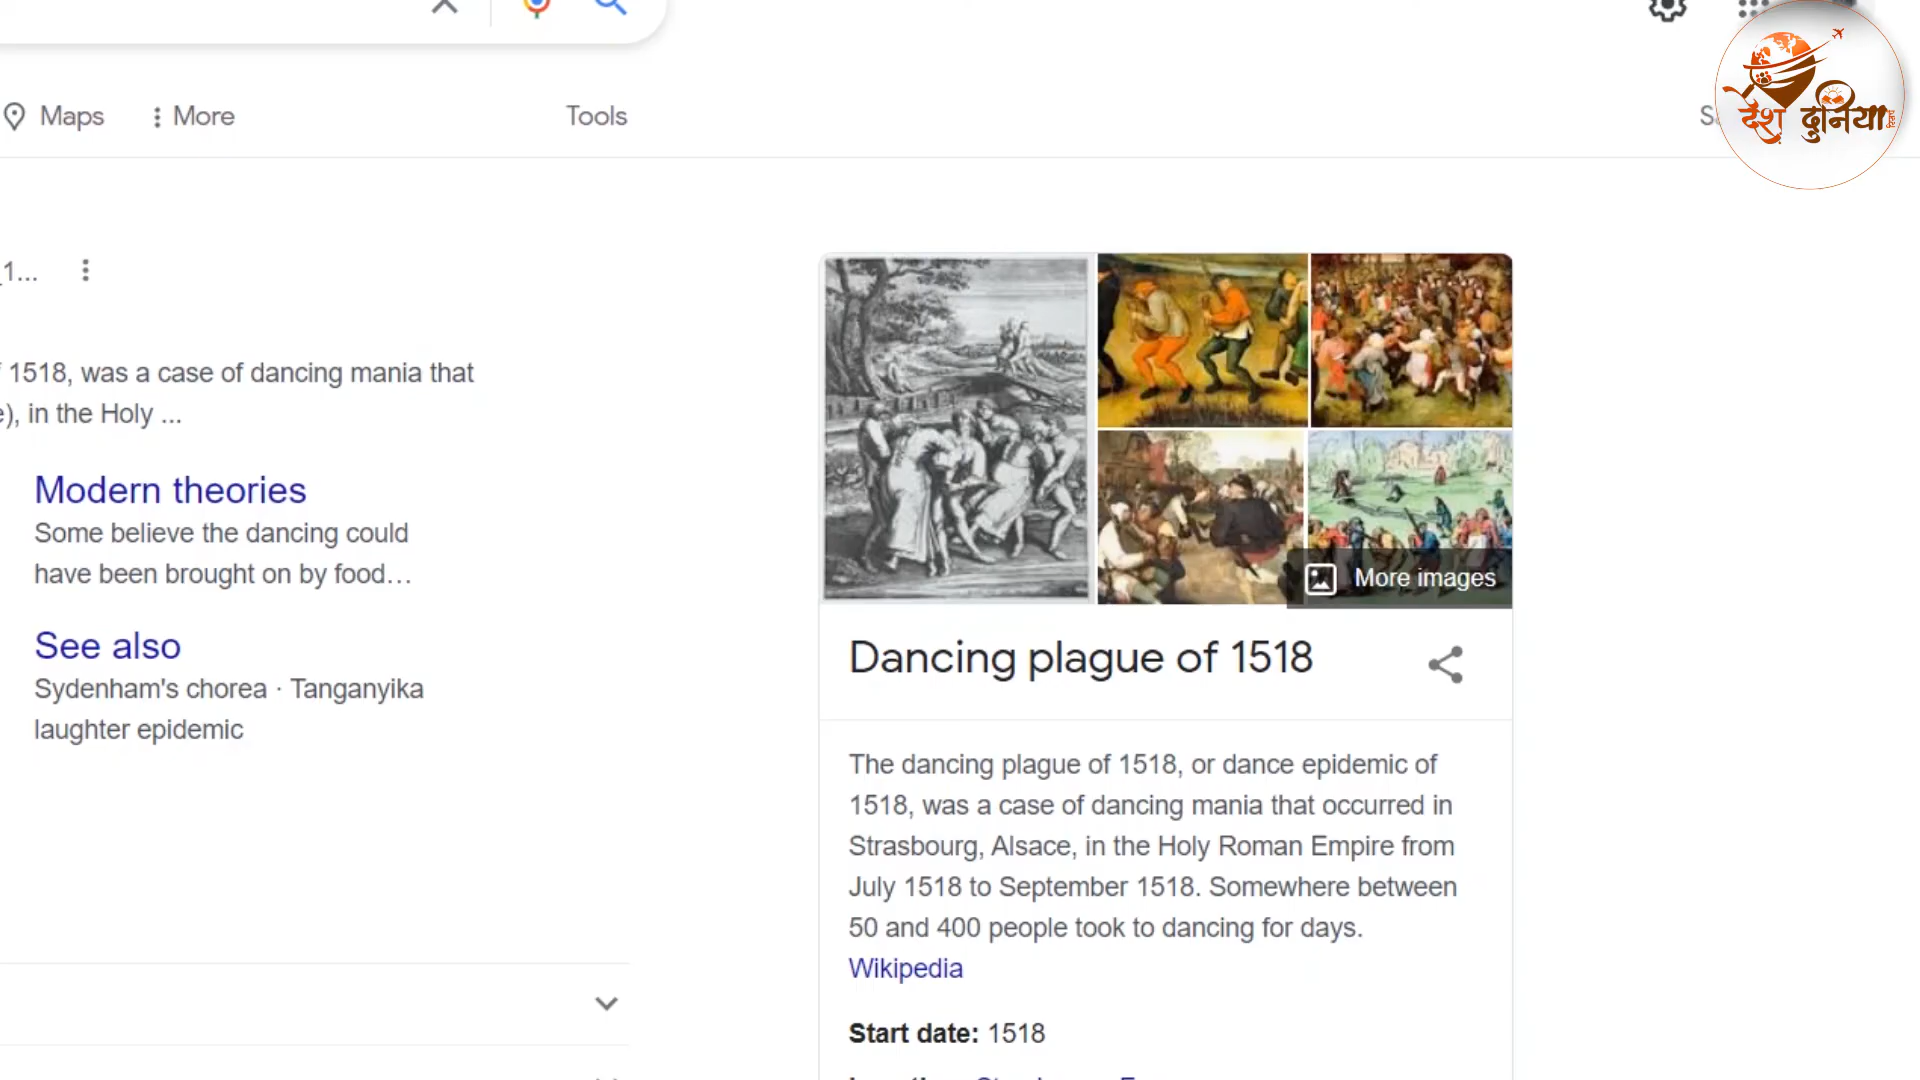 Maps
More
Tools
देश दुनिया
1...
1518, was a case of dancing mania that
in the Holy ...
Modern theories
Some believe the dancing could
have been brought on by food...
See also
Sydenham's chorea · Tanganyika
laughter epidemic
More images
Dancing plague of 1518
The dancing plague of 1518, or dance epidemic of
1518, was a case of dancing mania that occurred in
Strasbourg, Alsace, in the Holy Roman Empire from
July 1518 to September 1518. Somewhere between
50 and 400 people took to dancing for days.
Wikipedia
Start date: 1518